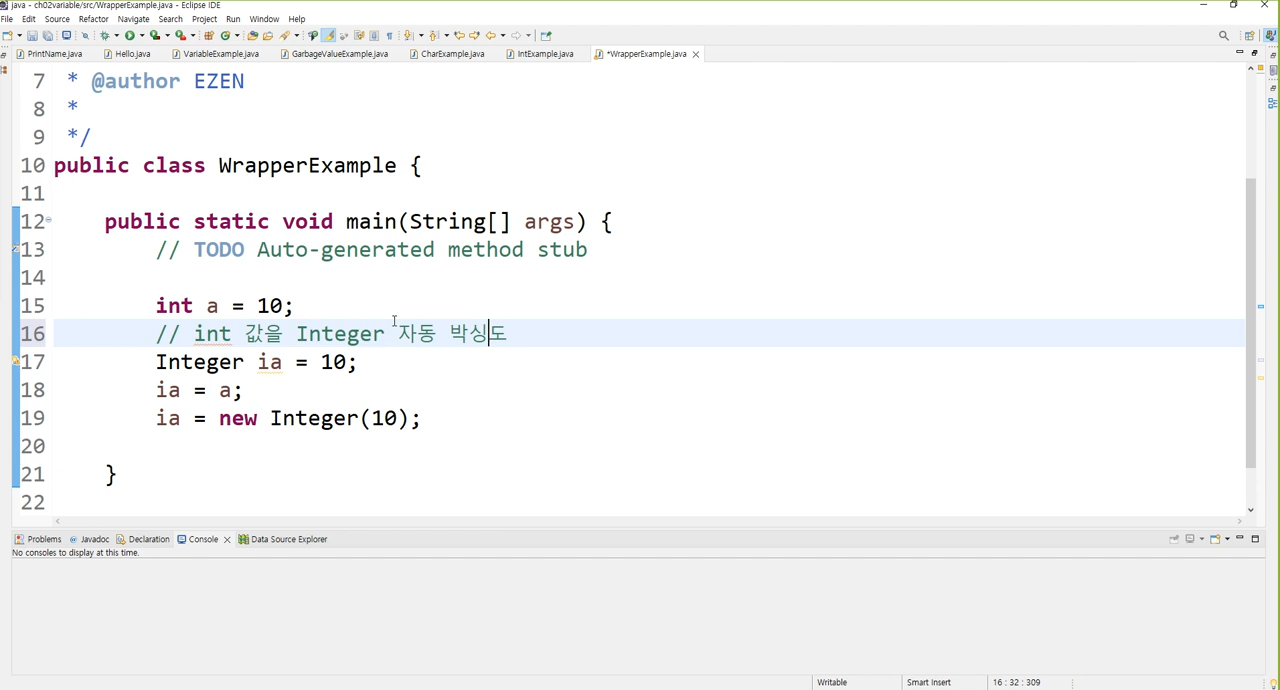 java - ch02variable/src/WrapperExample.java - Eclipse IDE
File Edit Source Refactor Navigate Search Project Run Window Help
PrintName.java Hello.java VariableExample.java GarbageValueExample.java CharExample.java IntExample.java *WrapperExample.java
7 * @author EZEN
8 *
9 */
10 public class WrapperExample {
11
12 public static void main(String[] args) {
13 // TODO Auto-generated method stub
14
15 int a = 10;
16 // int 값을 Integer 자동 박싱도
17 Integer ia = 10;
18 ia = a;
19 ia = new Integer(10);
20
21 }
22
Problems Javadoc Declaration Console Data Source Explorer
No consoles to display at this time.
Writable Smart Insert 16 : 32 : 309